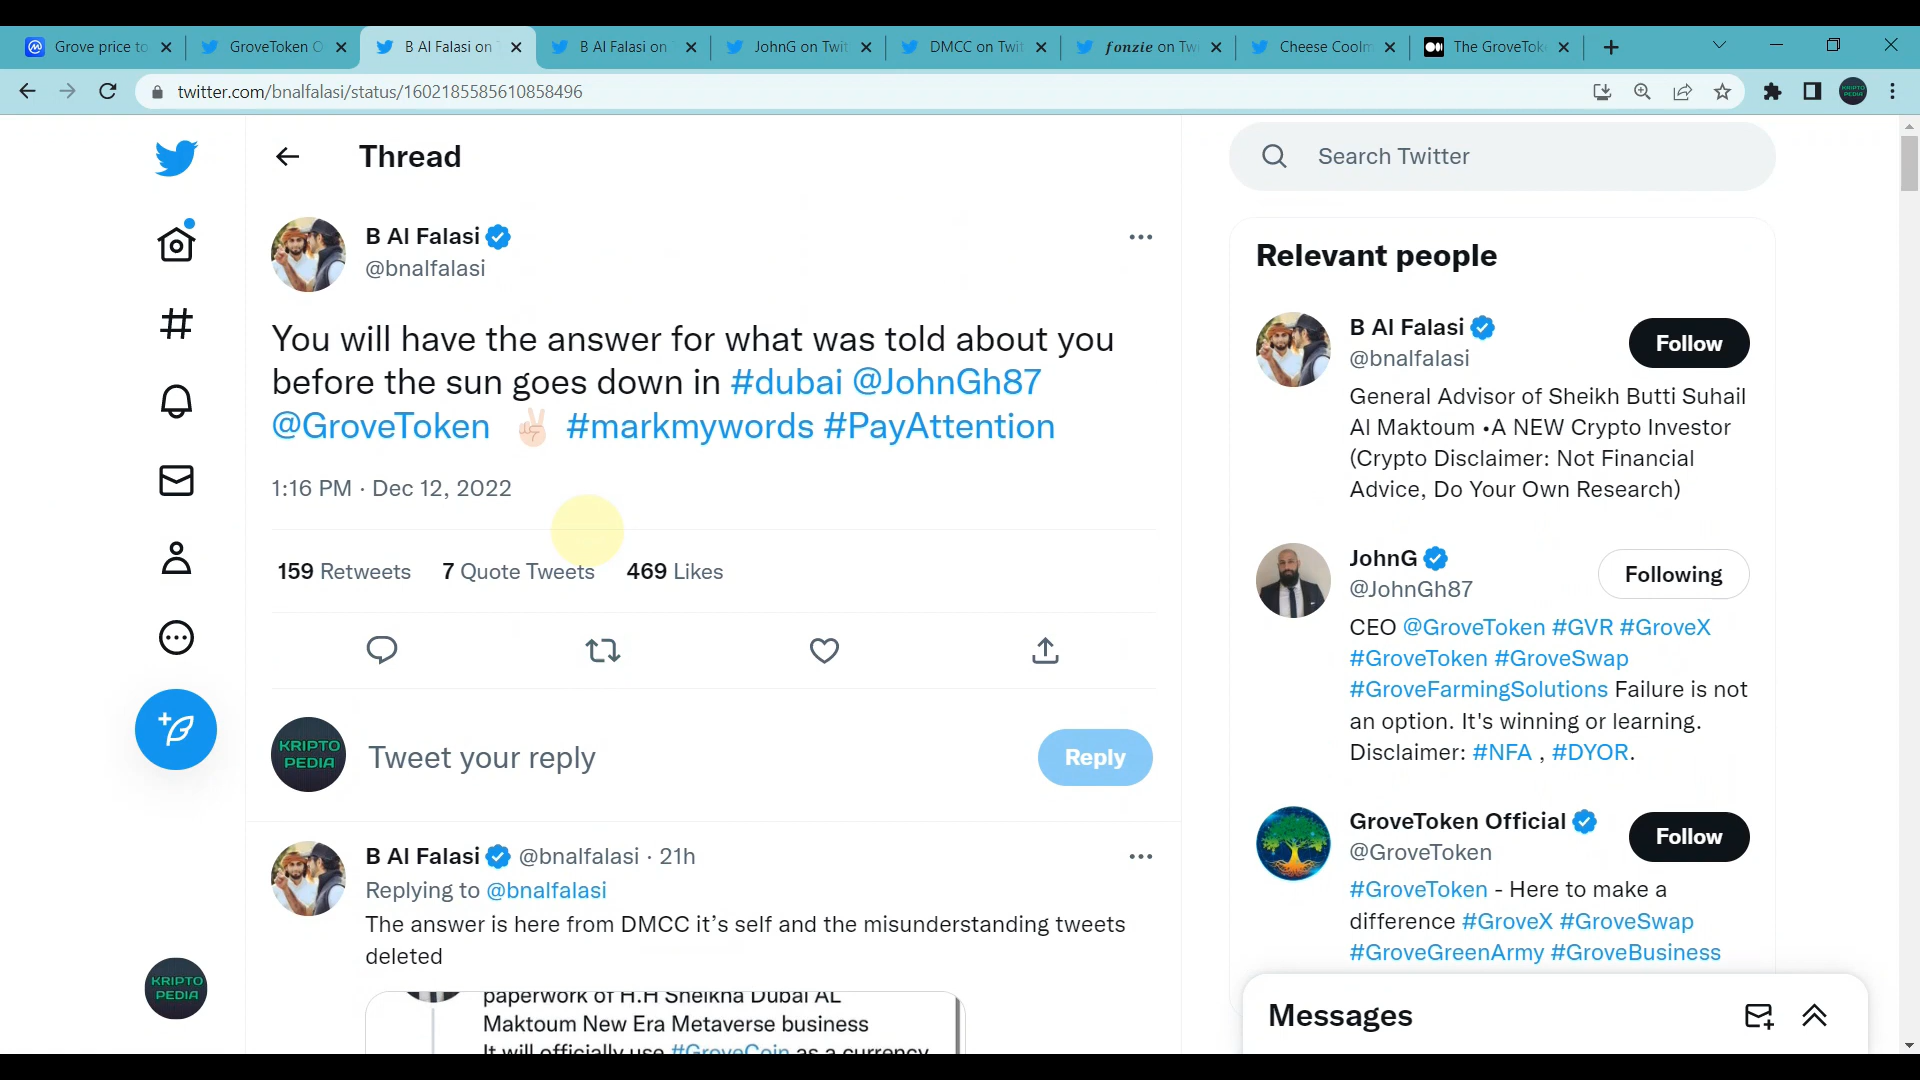 Grove price to
GroveToken O
B Al Falasi on
B Al Falasi on
JohnG on Twit
DMCC on Twit
fonzie on Tw
Cheese Coolm
The GroveTok
twitter.com/bnalfalasi/status/1602185585610858496
Thread
Search Twitter
B Al Falasi
@bnalfalasi
You will have the answer for what was told about you
before the sun goes down in #dubai @JohnGh87
@GroveToken ✌🏻 #markmywords #PayAttention
1:16 PM · Dec 12, 2022
159 Retweets 7 Quote Tweets 469 Likes
KRIPTO
PEDIA
Tweet your reply
Reply
B Al Falasi @bnalfalasi · 21h
Replying to @bnalfalasi
The answer is here from DMCC it’s self and the misunderstanding tweets
deleted
paperwork of H.H Sheikha Dubai AL
Maktoum New Era Metaverse business
It will officially use #GroveCoin as a currency
Relevant people
B Al Falasi
@bnalfalasi
Follow
General Advisor of Sheikh Butti Suhail
Al Maktoum •A NEW Crypto Investor
(Crypto Disclaimer: Not Financial
Advice, Do Your Own Research)
JohnG
@JohnGh87
Following
CEO @GroveToken #GVR #GroveX
#GroveToken #GroveSwap
#GroveFarmingSolutions Failure is not
an option. It's winning or learning.
Disclaimer: #NFA , #DYOR.
GroveToken Official
@GroveToken
Follow
#GroveToken - Here to make a
difference #GroveX #GroveSwap
#GroveGreenArmy #GroveBusiness
Messages
KRIPTO
PEDIA